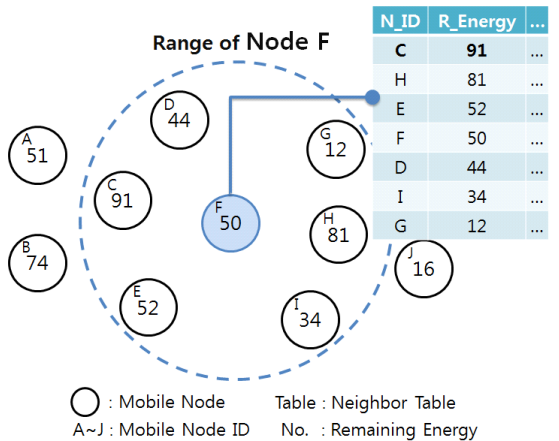 Range of Node F
N_ID R_Energy ...
C 91 ...
H 81 ...
E 52 ...
F 50 ...
D 44 ...
I 34 ...
G 12 ...
D
44
A
51
G
12
C
91
F
50
H
81
B
74
J
16
E
52
I
34
: Mobile Node
Table : Neighbor Table
A~J : Mobile Node ID
No. : Remaining Energy